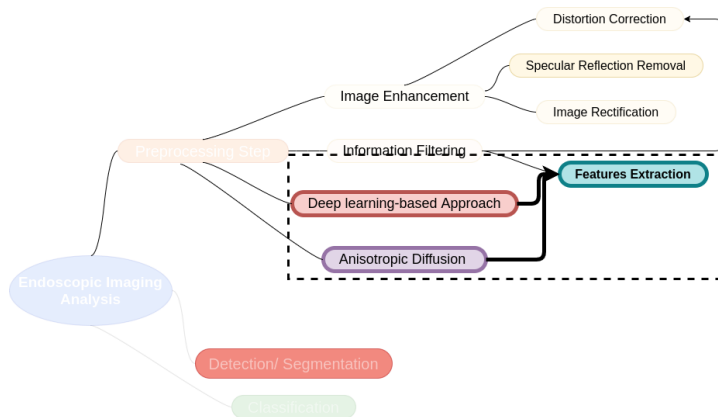 Distortion Correction
Specular Reflection Removal
Image Enhancement
Image Rectification
Preprocessing Step
Information Filtering
Features Extraction
Deep learning-based Approach
Anisotropic Diffusion
Endoscopic Imaging
Analysis
Detection/ Segmentation
Classification